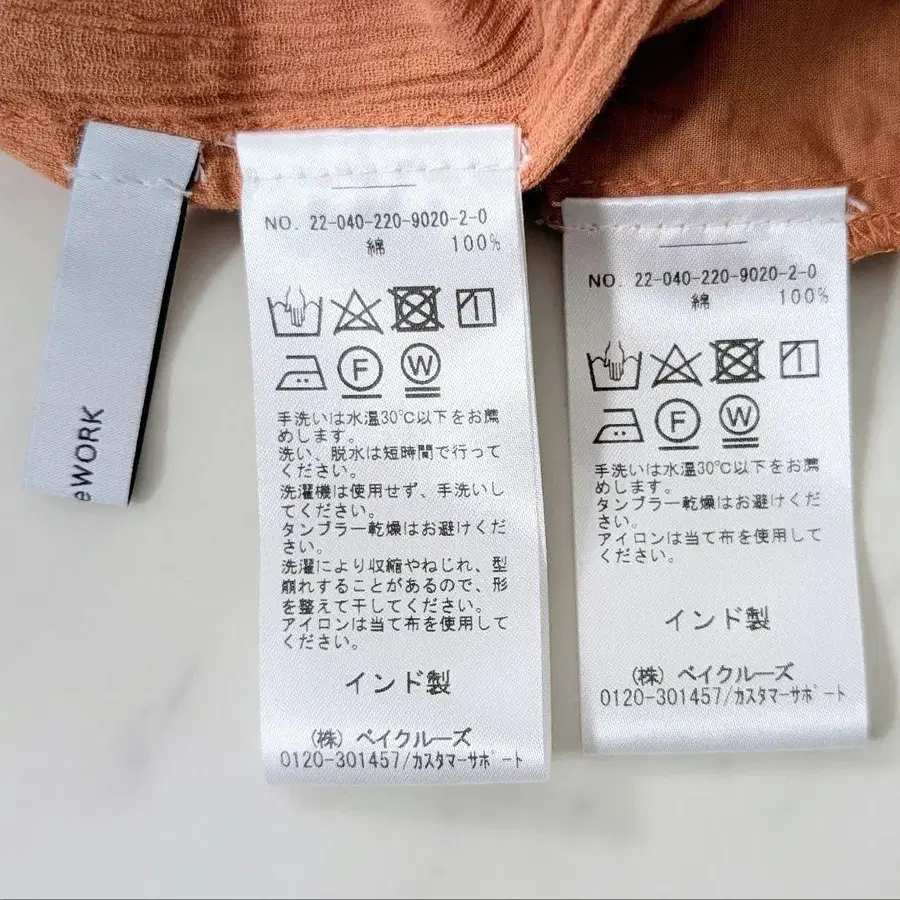 eWORK
NO. 22-040-220-9020-2-0
綿 100%
1
F
W
手洗いは水温30℃以下をお薦
めします。
洗い、脱水は短時間で行って
ください。
洗濯機は使用せず、手洗いし
てください。
タンブラー乾燥はお避けくだ
さい。
洗濯により収縮やねじれ、型
崩れすることがあるので、形
を整えて干してください。
アイロンは当て布を使用して
ください。
インド製
(株) ベイクルーズ
0120-301457/カスタマーサポート
NO. 22-040-220-9020-2-0
綿 100%
1
F
W
手洗いは水温30℃以下をお薦
めします。
タンブラー乾燥はお避けくだ
さい。
アイロンは当て布を使用して
ください。
インド製
(株) ベイクルーズ
0120-301457/カスタマーサポート